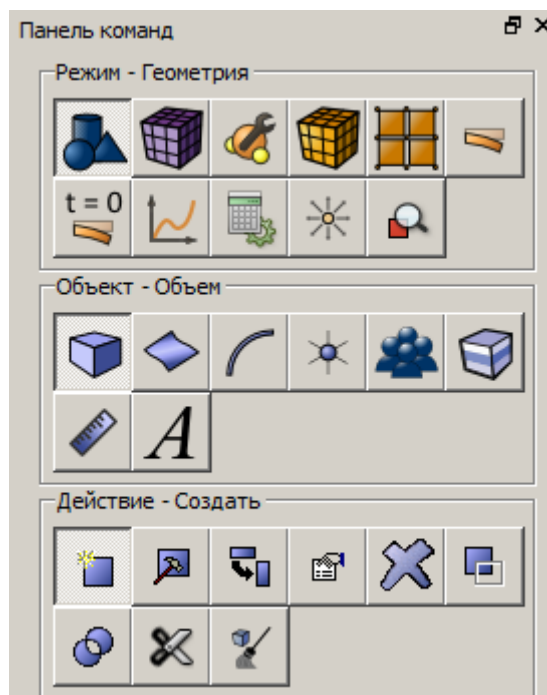 Панель команд
Режим - Геометрия
t = 0
Объект - Объем
A
Действие - Создать